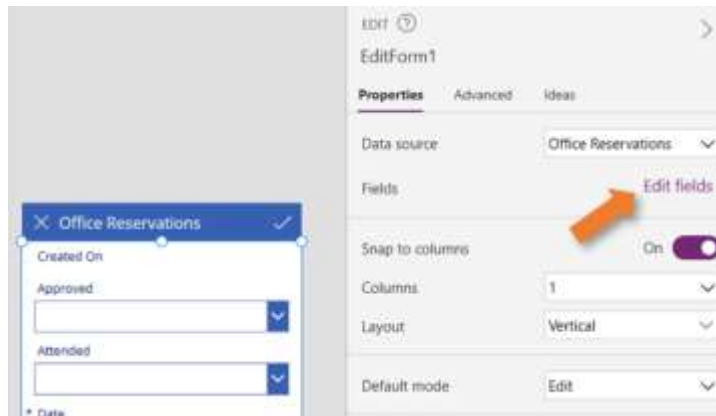 EDIT
EditForm1
Properties Advanced Ideas
Data source Office Reservations
Fields Edit fields
Snap to columns On
Columns 1
Layout Vertical
Default mode Edit
Office Reservations
Created On
Approved
Attended
* Date